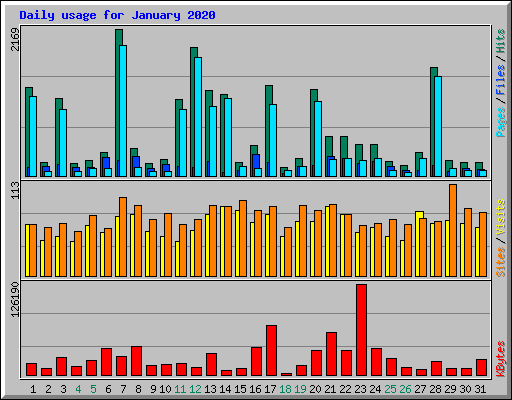 Daily usage for January 2020
2169
113
126190
Pages / Files / Hits
Sites / Visits
KBytes
1 2 3 4 5 6 7 8 9 10 11 12 13 14 15 16 17 18 19 20 21 22 23 24 25 26 27 28 29 30 31